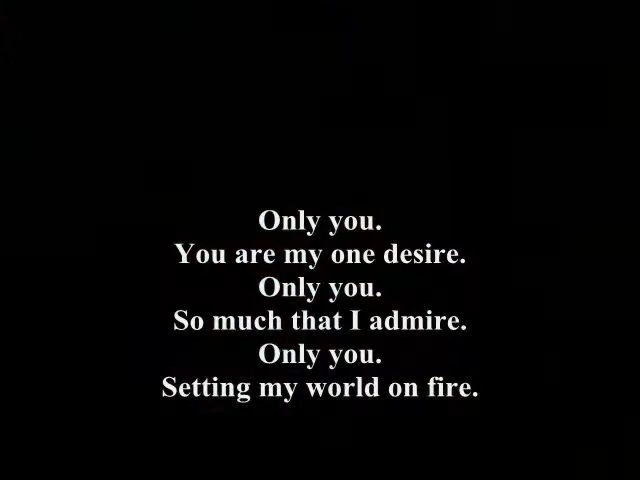 Only you.
You are my one desire.
Only you.
So much that I admire.
Only you.
Setting my world on fire.